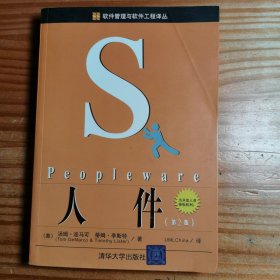 软件管理与软件工程译丛
S
Peopleware
人件
(第2版)
(美) 汤姆·迪马可 蒂姆·李斯特 著
(Tom DeMarco & Timothy Lister)
UMLChina / 译
清华大学出版社